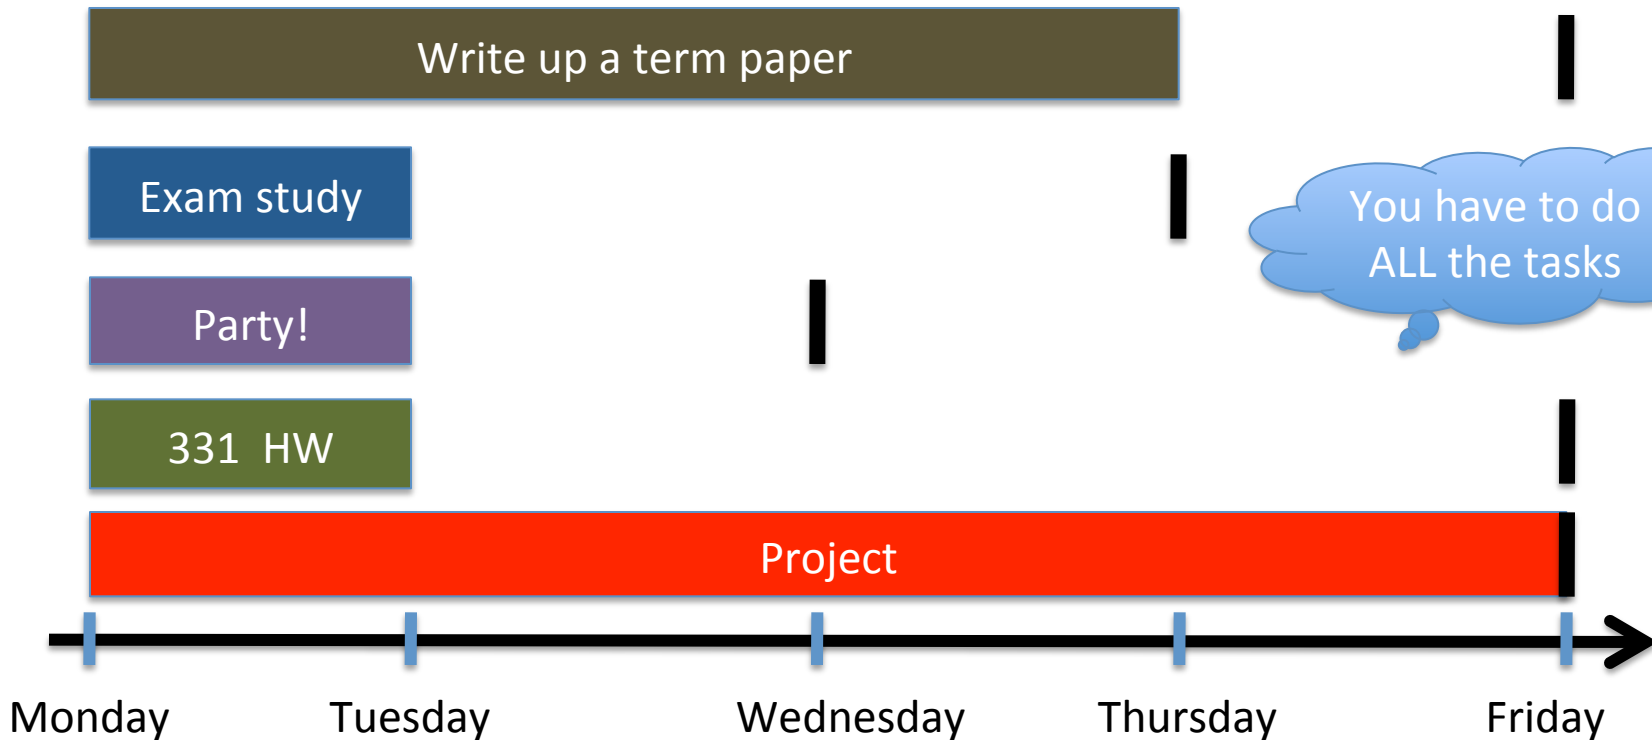 Write up a term paper
Exam study
You have to do
ALL the tasks
Party!
331 HW
Project
Monday Tuesday Wednesday Thursday Friday